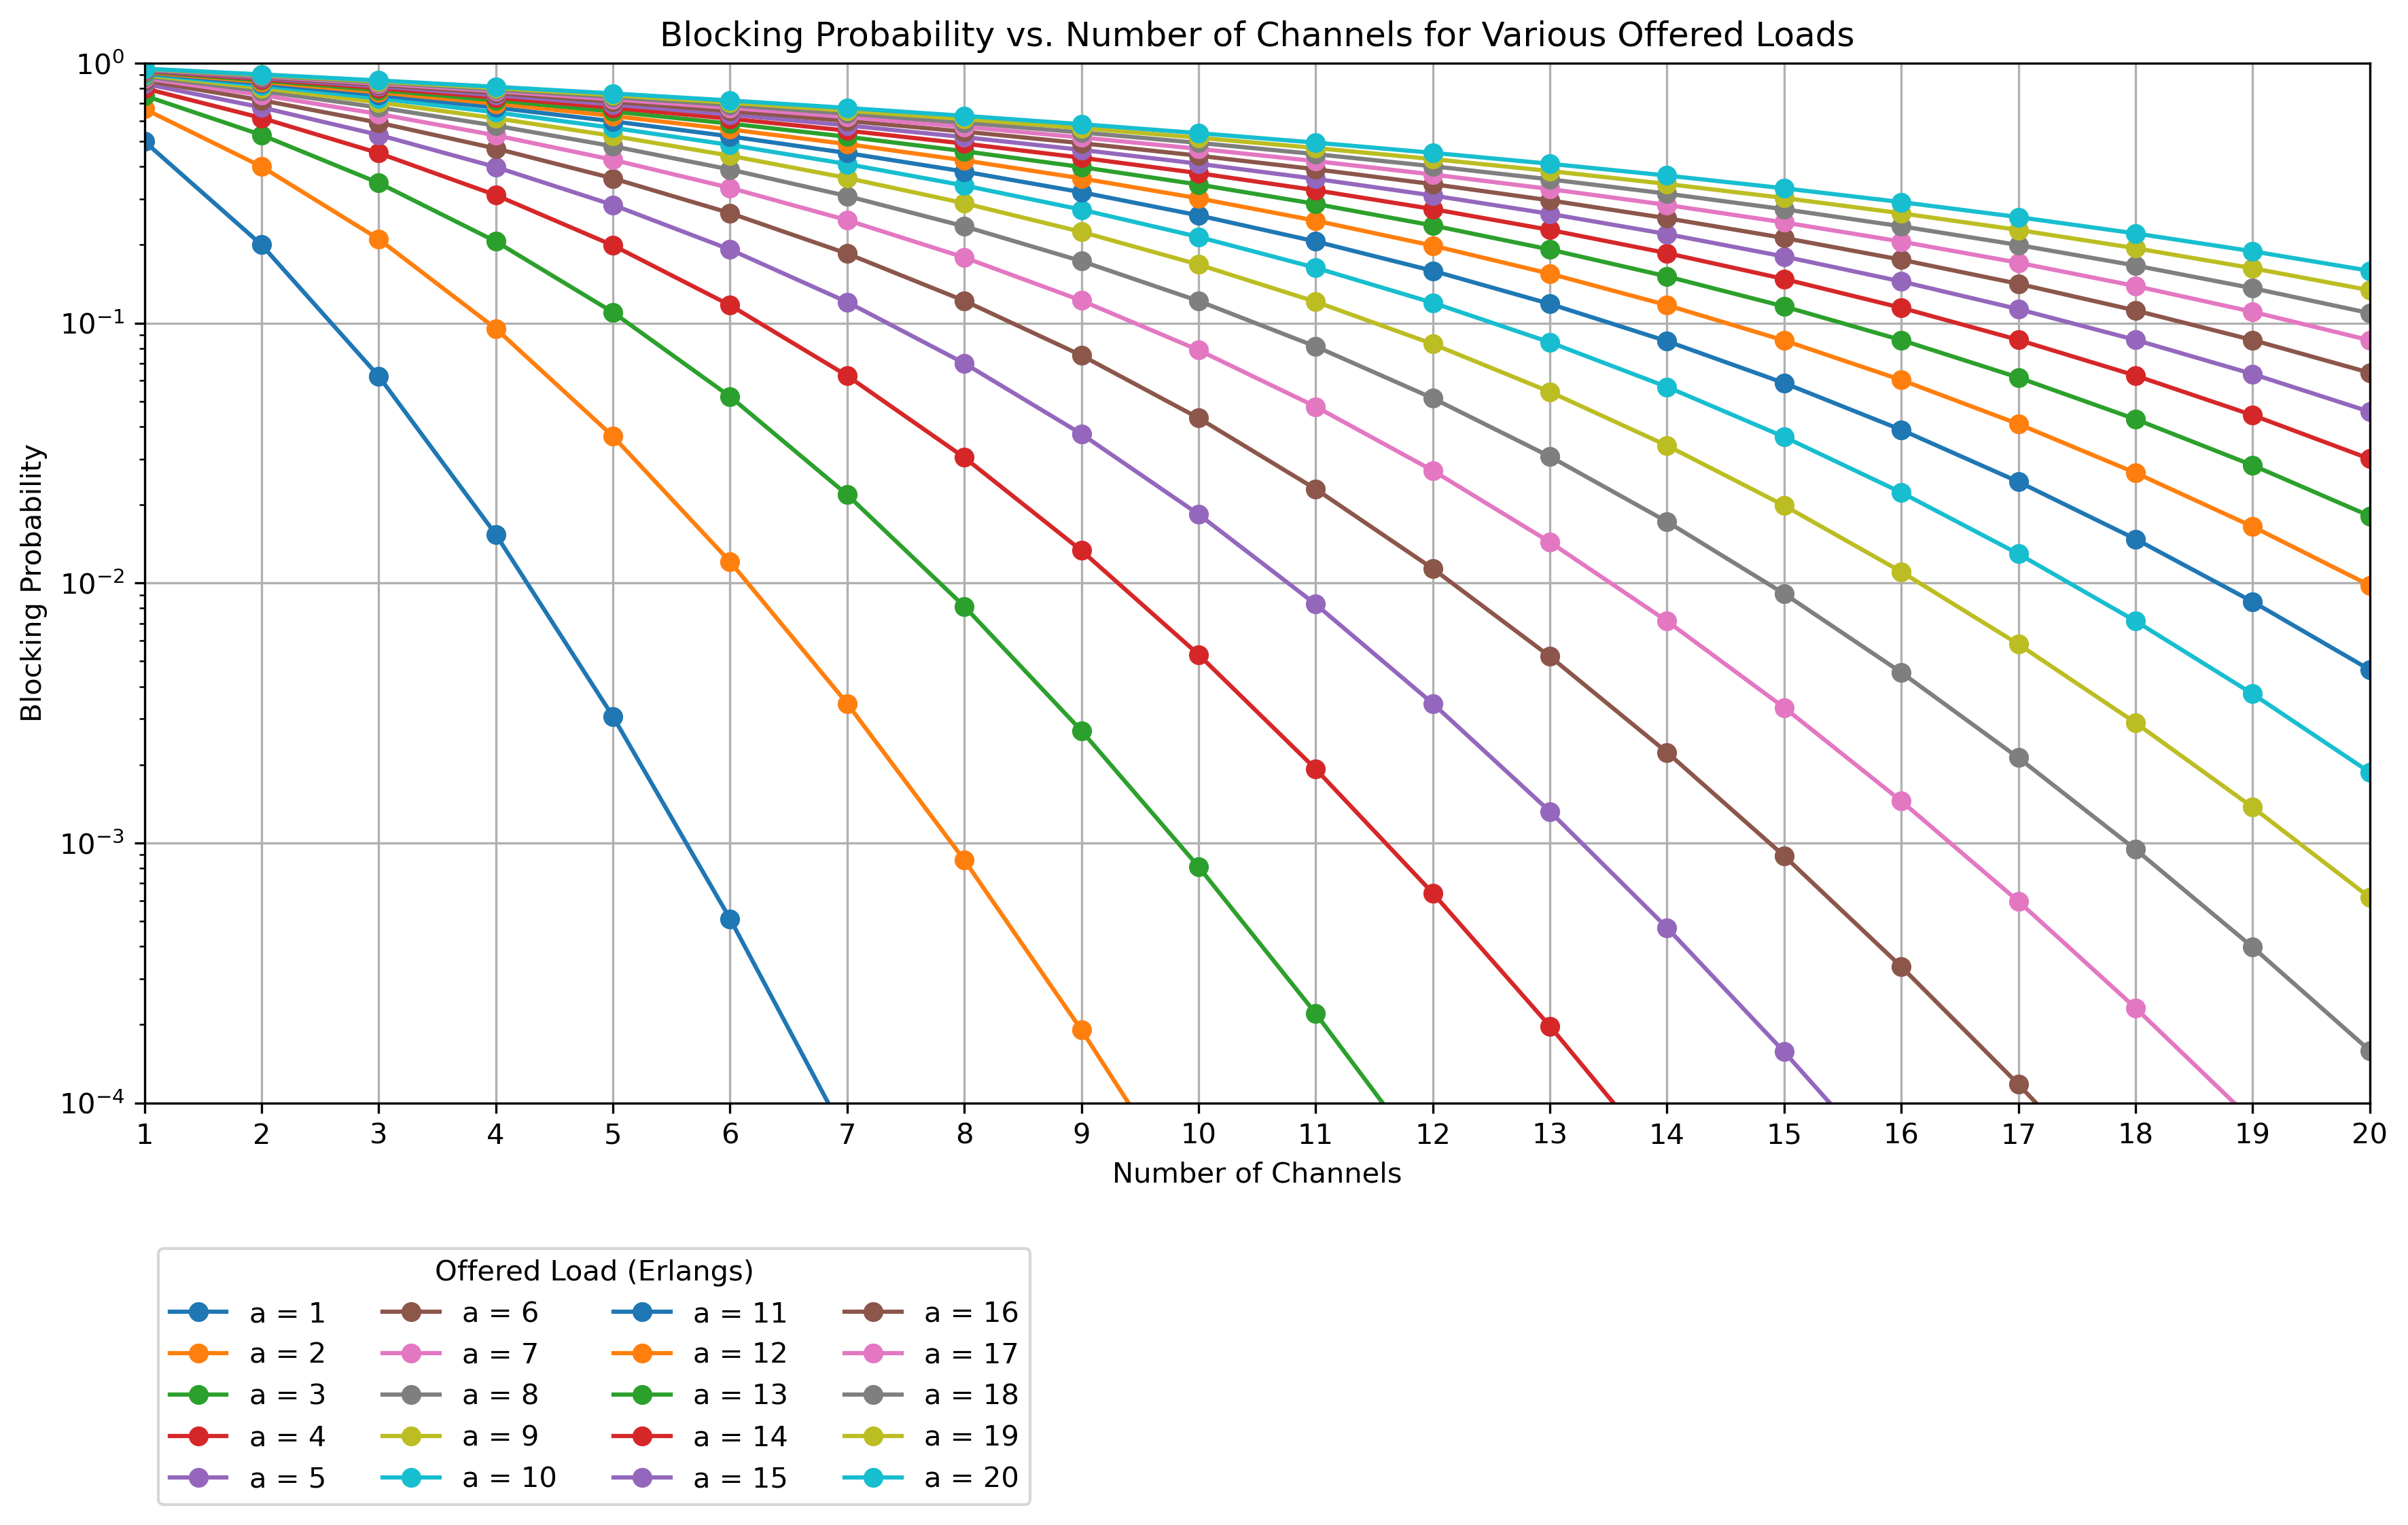 Blocking Probability vs. Number of Channels for Various Offered Loads
10⁰
10⁻¹
10⁻²
10⁻³
10⁻⁴
Blocking Probability
1 2 3 4 5 6 7 8 9 10 11 12 13 14 15 16 17 18 19 20
Number of Channels
Offered Load (Erlangs)
a = 1 a = 6 a = 11 a = 16
a = 2 a = 7 a = 12 a = 17
a = 3 a = 8 a = 13 a = 18
a = 4 a = 9 a = 14 a = 19
a = 5 a = 10 a = 15 a = 20